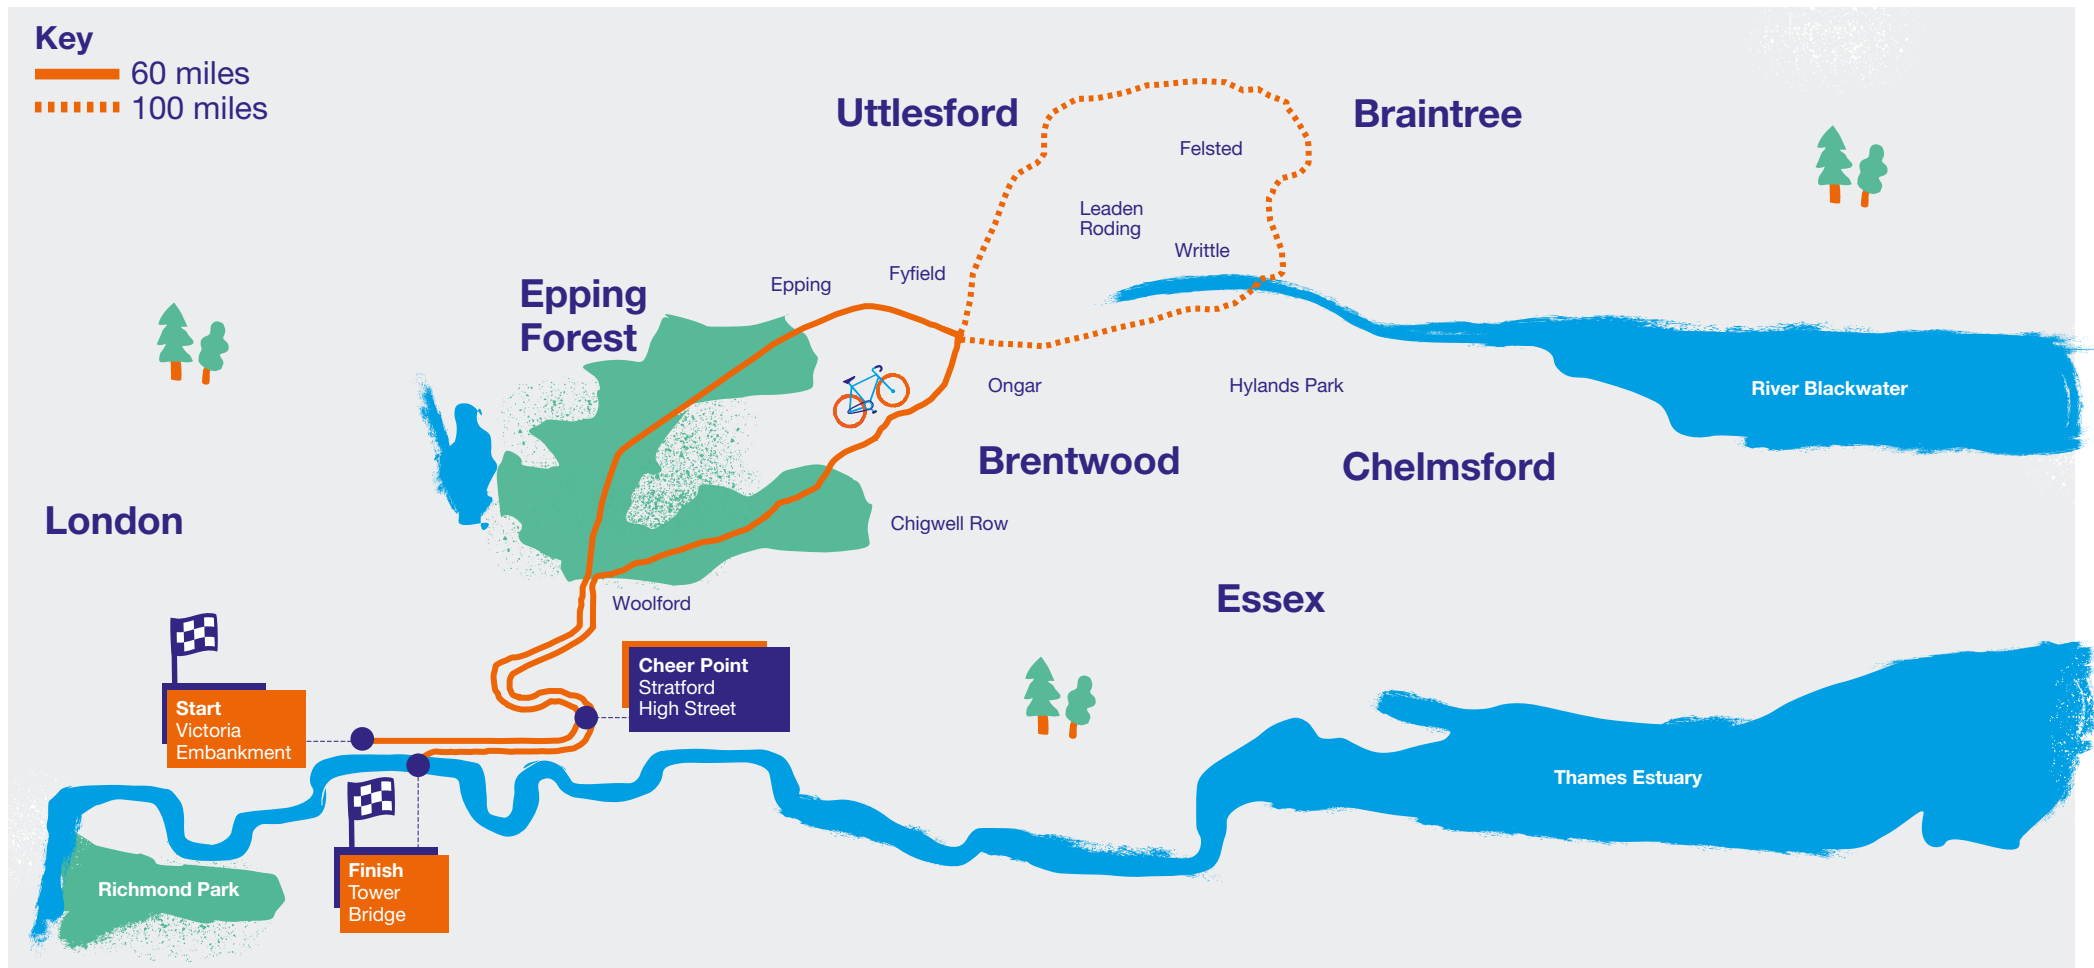 Key
60 miles
100 miles
Uttlesford
Braintree
Felsted
Leaden
Roding
Writtle
Fyfield
Epping
Epping
Forest
Ongar
Hylands Park
River Blackwater
Brentwood
Chelmsford
London
Chigwell Row
Essex
Woolford
Cheer Point
Stratford
High Street
Start
Victoria
Embankment
Thames Estuary
Finish
Tower
Bridge
Richmond Park